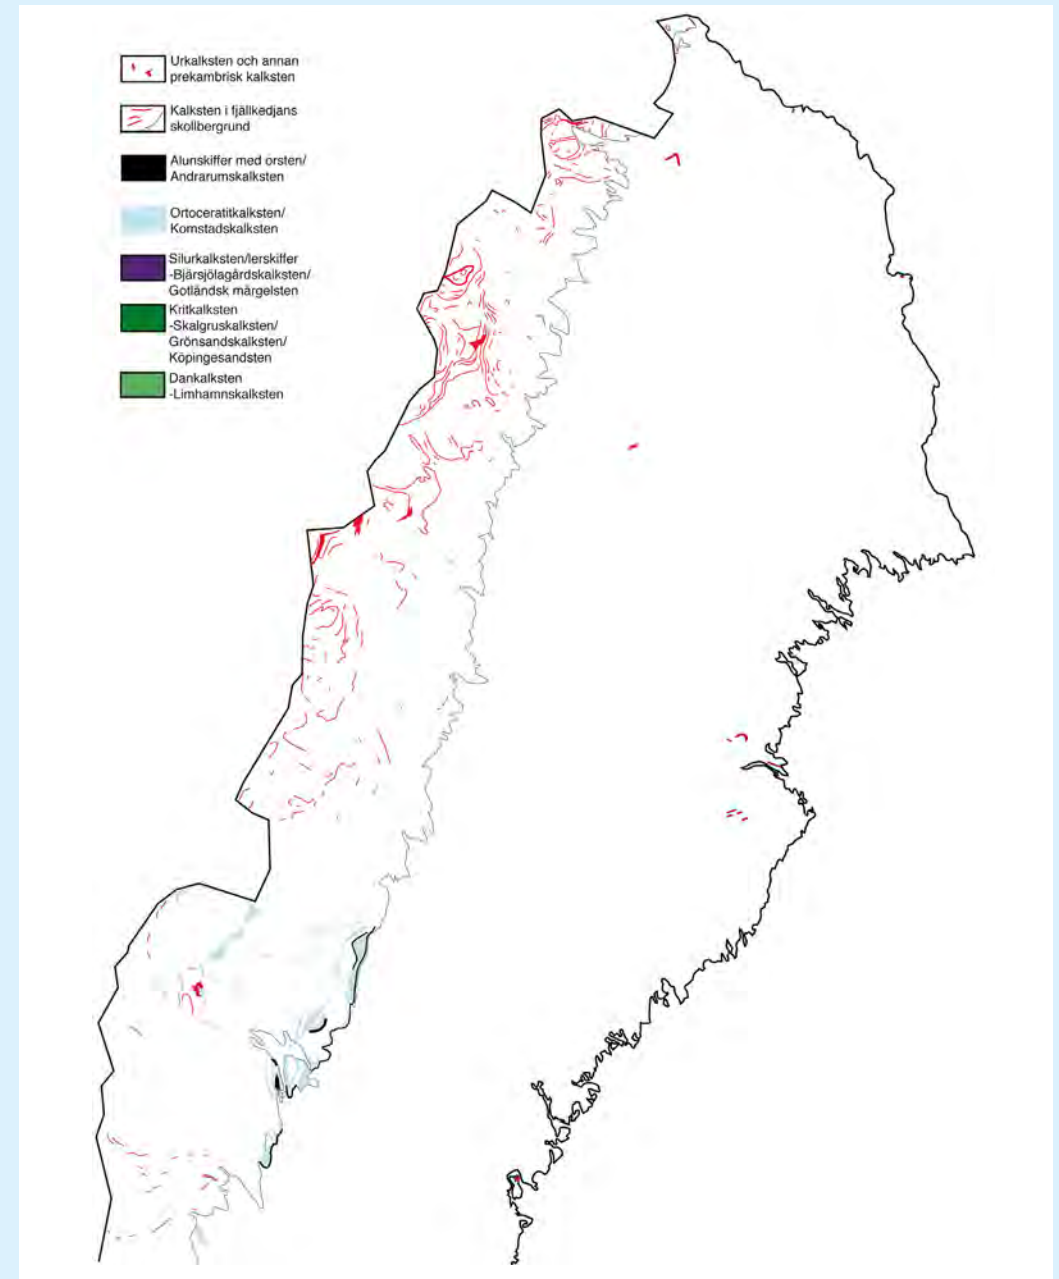 Urkalksten och annan
prekambrisk kalksten
Kalksten i fjällkedjans
skollbergrund
Alunskiffer med orsten/
Andrarumskalksten
Ortoceratitkalksten/
Komstadskalksten
Silurkalksten/lerskiffer
-Bjärsjölagårdskalksten/
Gotländsk märgelsten
Kritkalksten
-Skalgruskalksten/
Grönsandskalksten/
Köpingesandsten
Dankalksten
-Limhamnskalksten